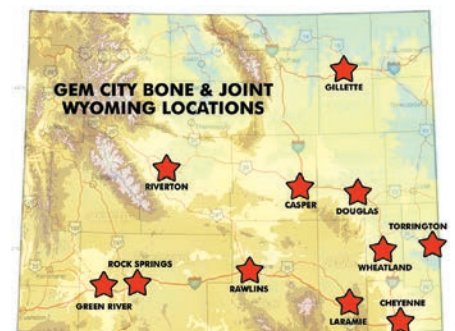 GEM CITY BONE & JOINT
WYOMING LOCATIONS
GILLETTE
RIVERTON
CASPER
DOUGLAS
TORRINGTON
WHEATLAND
ROCK SPRINGS
GREEN RIVER
RAWLINS
LARAMIE
CHEYENNE